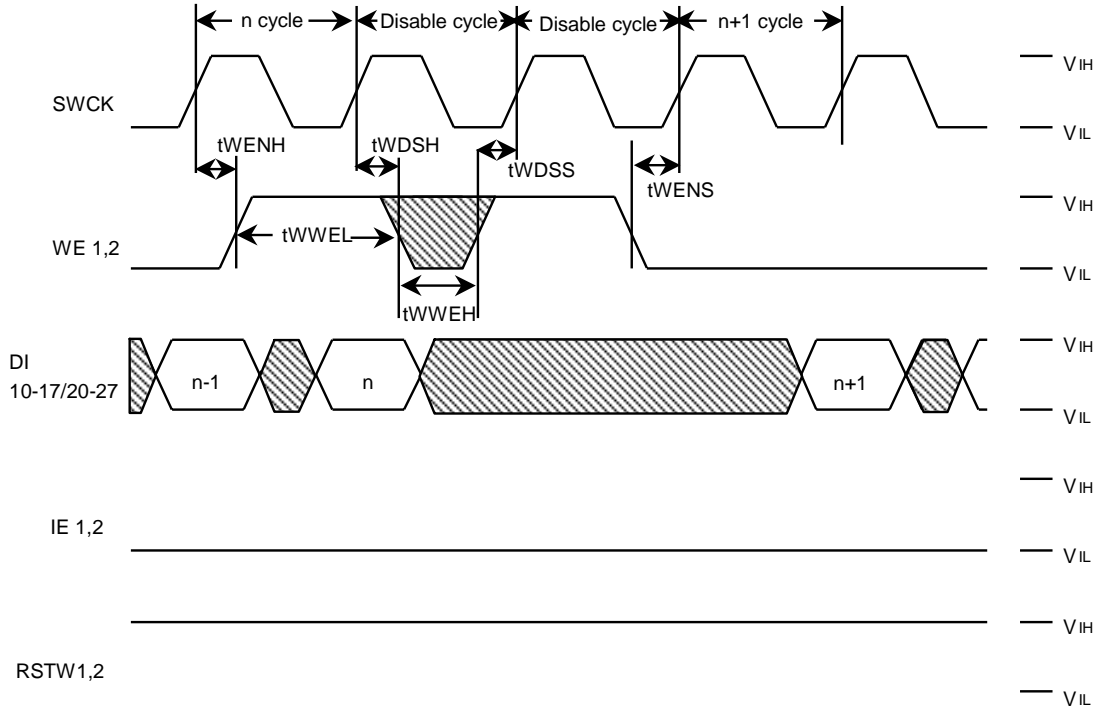 n cycle Disable cycle Disable cycle n+1 cycle
VIH
SWCK
VIL
tWENH tWDSH tWDSS tWENS
VIH
WE 1,2 tWWEL
VIL
tWWEH
VIH
DI
10-17/20-27 n-1 n n+1
VIL
VIH
IE 1,2
VIL
VIH
RSTW1,2
VIL